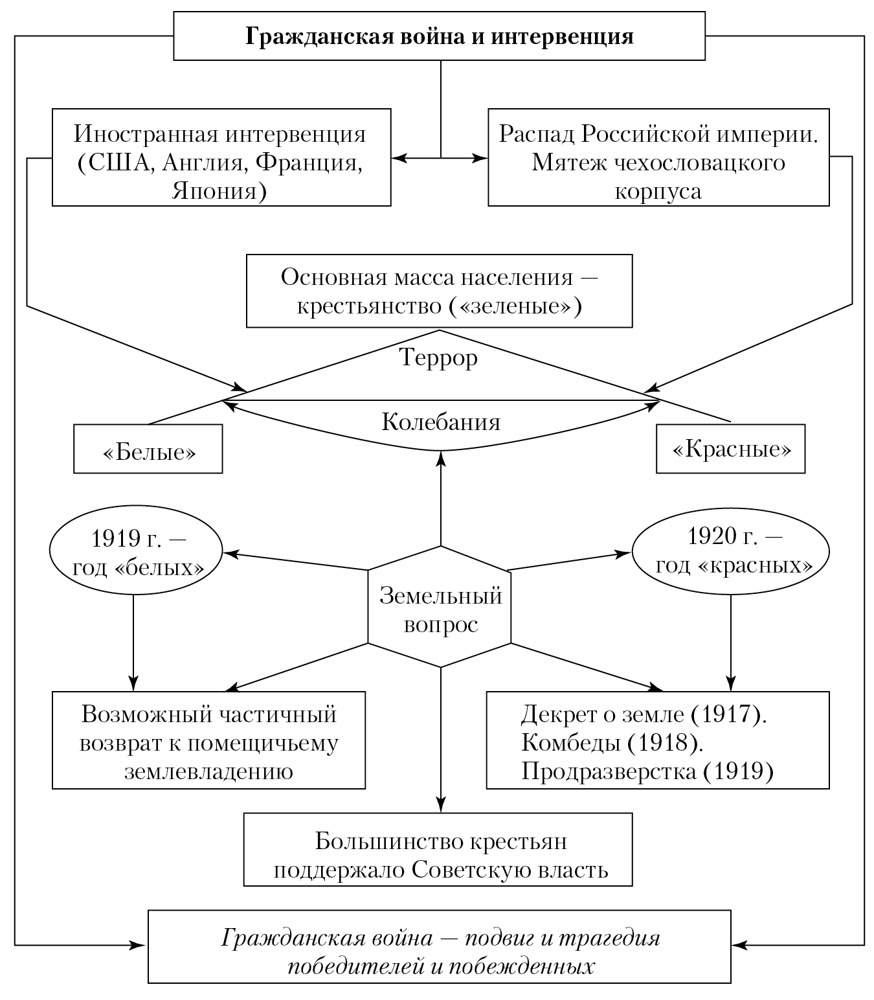 Гражданская война и интервенция
Иностранная интервенция
(США, Англия, Франция,
Япония)
Распад Российской империи.
Мятеж чехословацкого
корпуса
Основная масса населения —
крестьянство («зеленые»)
Террор
Колебания
«Белые»
«Красные»
1919 г. —
год «белых»
1920 г. —
год «красных»
Земельный
вопрос
Возможный частичный
возврат к помещичьему
землевладению
Декрет о земле (1917).
Комбеды (1918).
Продразверстка (1919)
Большинство крестьян
поддержало Советскую власть
Гражданская война — подвиг и трагедия
победителей и побежденных